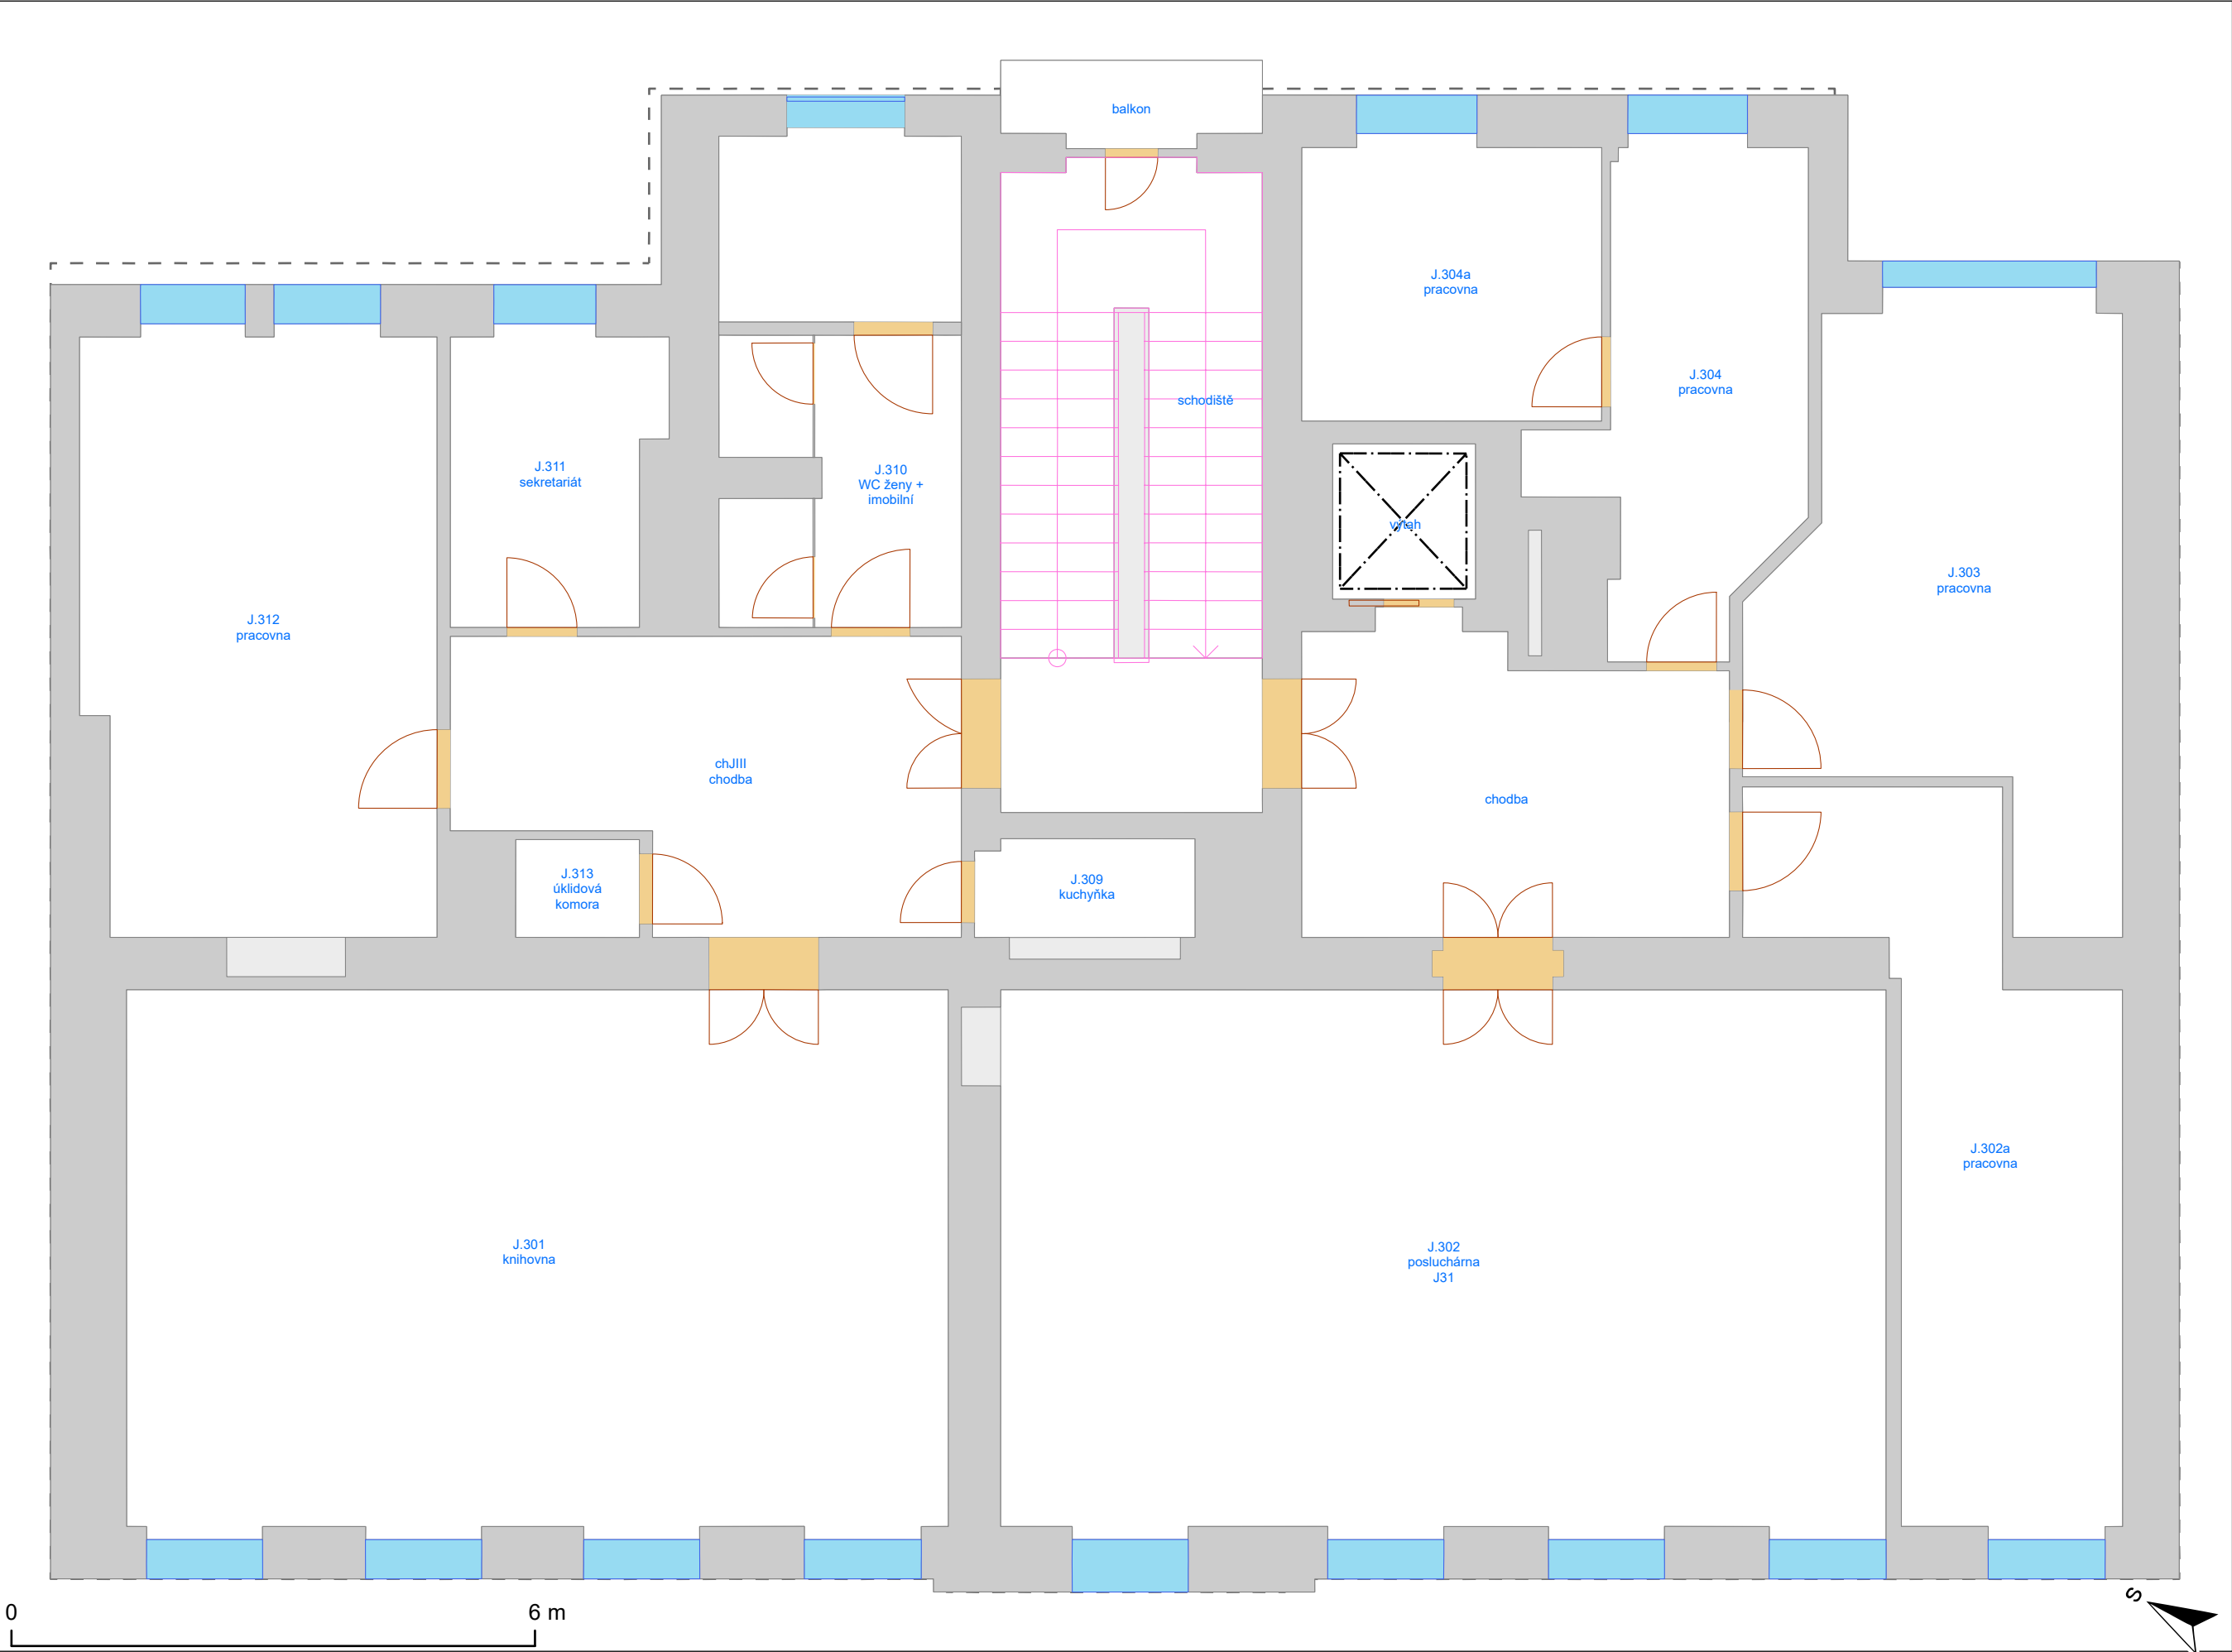 balkon
J.304a
pracovna
J.304
pracovna
schodiště
J.311
sekretariát
J.310
WC ženy +
imobilní
výtah
J.303
pracovna
J.312
pracovna
chJIII
chodba
chodba
J.313
úklidová
komora
J.309
kuchyňka
J.302a
pracovna
J.301
knihovna
J.302
posluchárna
J31
0
6 m
S